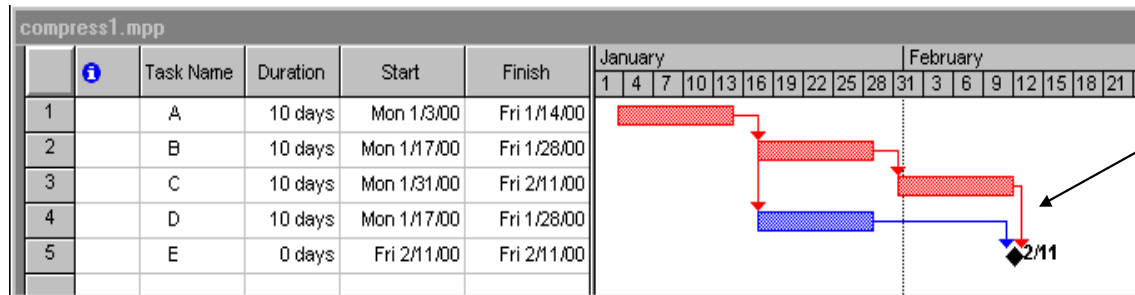 compress1.mpp
Task Name Duration Start Finish January February
1 4 7 10 13 16 19 22 25 28 31 3 6 9 12 15 18 21
1 A 10 days Mon 1/3/00 Fri 1/14/00
2 B 10 days Mon 1/17/00 Fri 1/28/00
3 C 10 days Mon 1/31/00 Fri 2/11/00
4 D 10 days Mon 1/17/00 Fri 1/28/00
5 E 0 days Fri 2/11/00 Fri 2/11/00 2/11